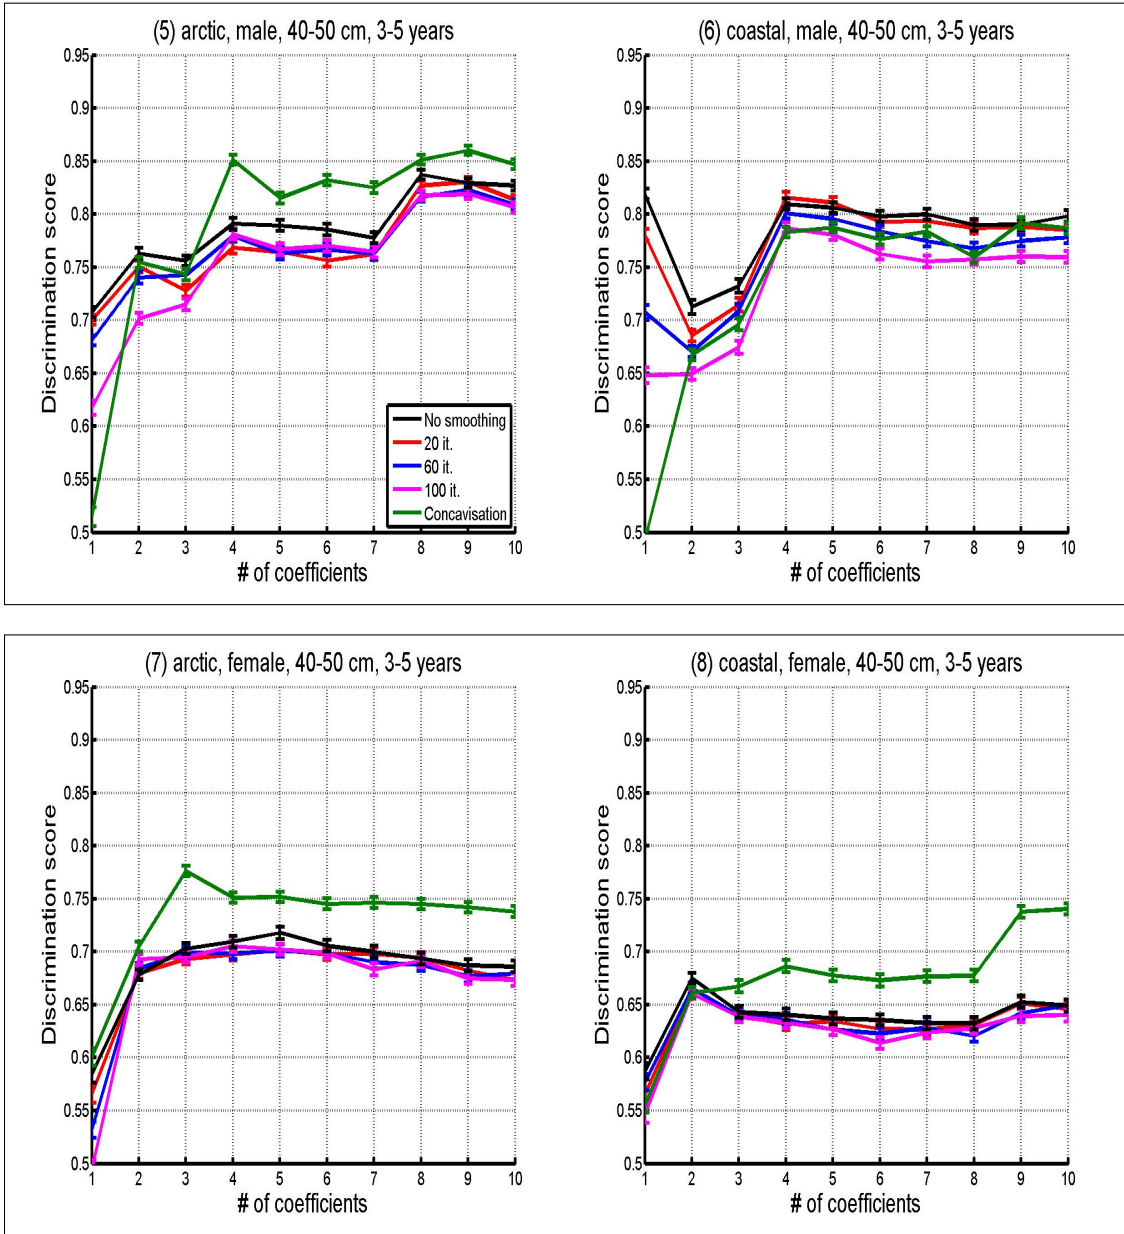 (5) arctic, male, 40-50 cm, 3-5 years
0.95
0.9
0.85
0.8
0.75
0.7
0.65
0.6
0.55
0.5
Discrimination score
1 2 3 4 5 6 7 8 9 10
# of coefficients
No smoothing
20 it.
60 it.
100 it.
Concavisation
(6) coastal, male, 40-50 cm, 3-5 years
0.95
0.9
0.85
0.8
0.75
0.7
0.65
0.6
0.55
0.5
Discrimination score
1 2 3 4 5 6 7 8 9 10
# of coefficients
(7) arctic, female, 40-50 cm, 3-5 years
0.95
0.9
0.85
0.8
0.75
0.7
0.65
0.6
0.55
0.5
Discrimination score
1 2 3 4 5 6 7 8 9 10
# of coefficients
(8) coastal, female, 40-50 cm, 3-5 years
0.95
0.9
0.85
0.8
0.75
0.7
0.65
0.6
0.55
0.5
Discrimination score
1 2 3 4 5 6 7 8 9 10
# of coefficients